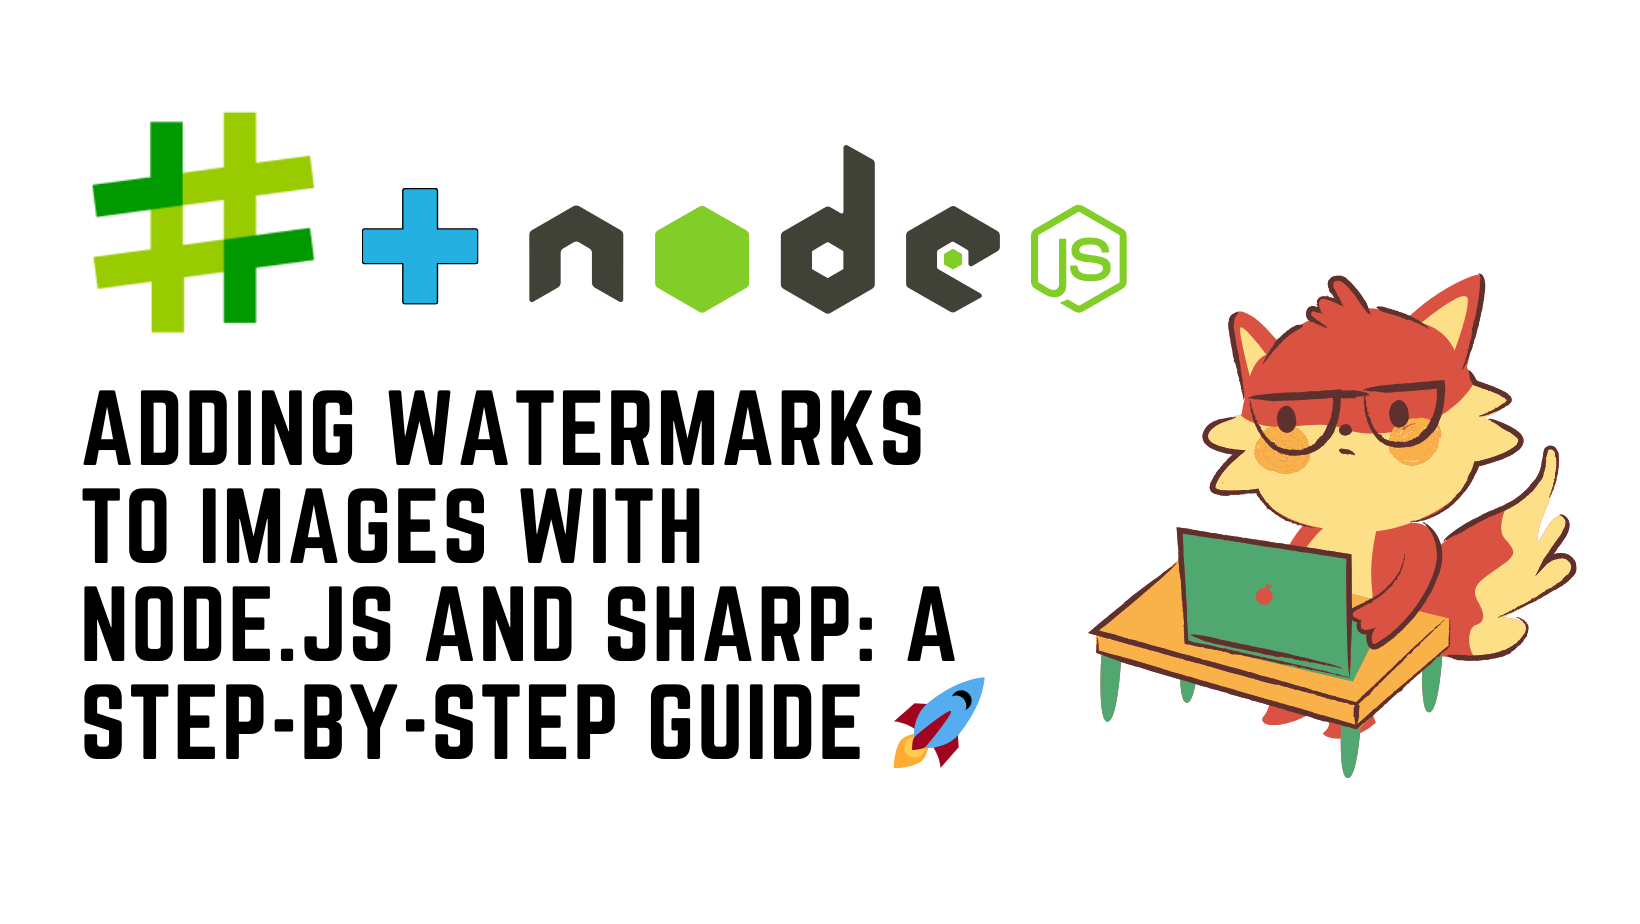 node JS
ADDING WATERMARKS
TO IMAGES WITH
NODE.JS AND SHARP: A
STEP-BY-STEP GUIDE 🚀